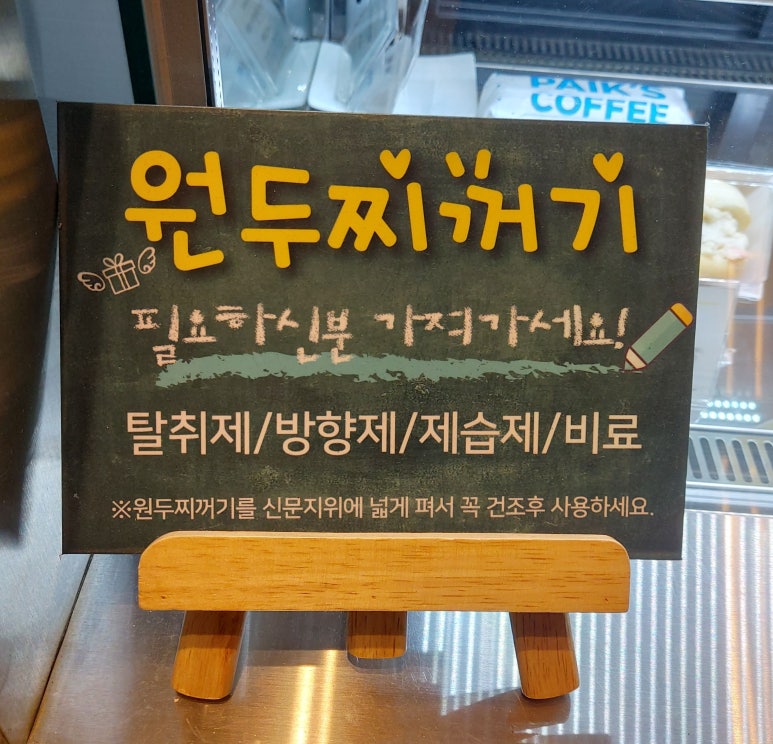 PAIK'S
COFFEE
원두찌꺼기
필요하신분 가져가세요!
탈취제/방향제/제습제/비료
※원두찌꺼기를 신문지위에 넓게 펴서 꼭 건조후 사용하세요.